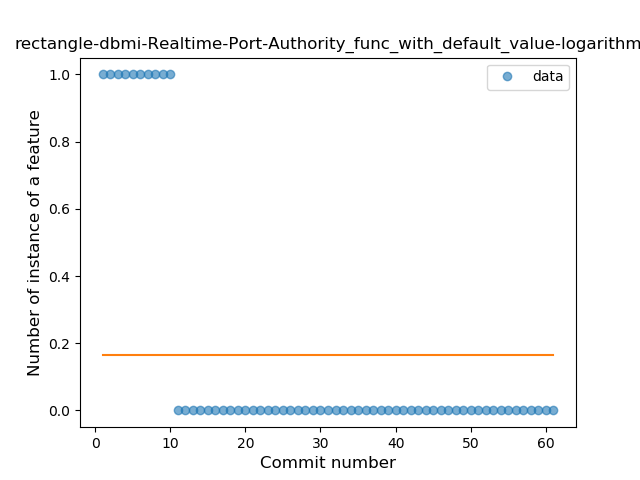 rectangle-dbmi-Realtime-Port-Authority_func_with_default_value-logarithm
data
Number of instance of a feature
1.0
0.8
0.6
0.4
0.2
0.0
0 10 20 30 40 50 60
Commit number